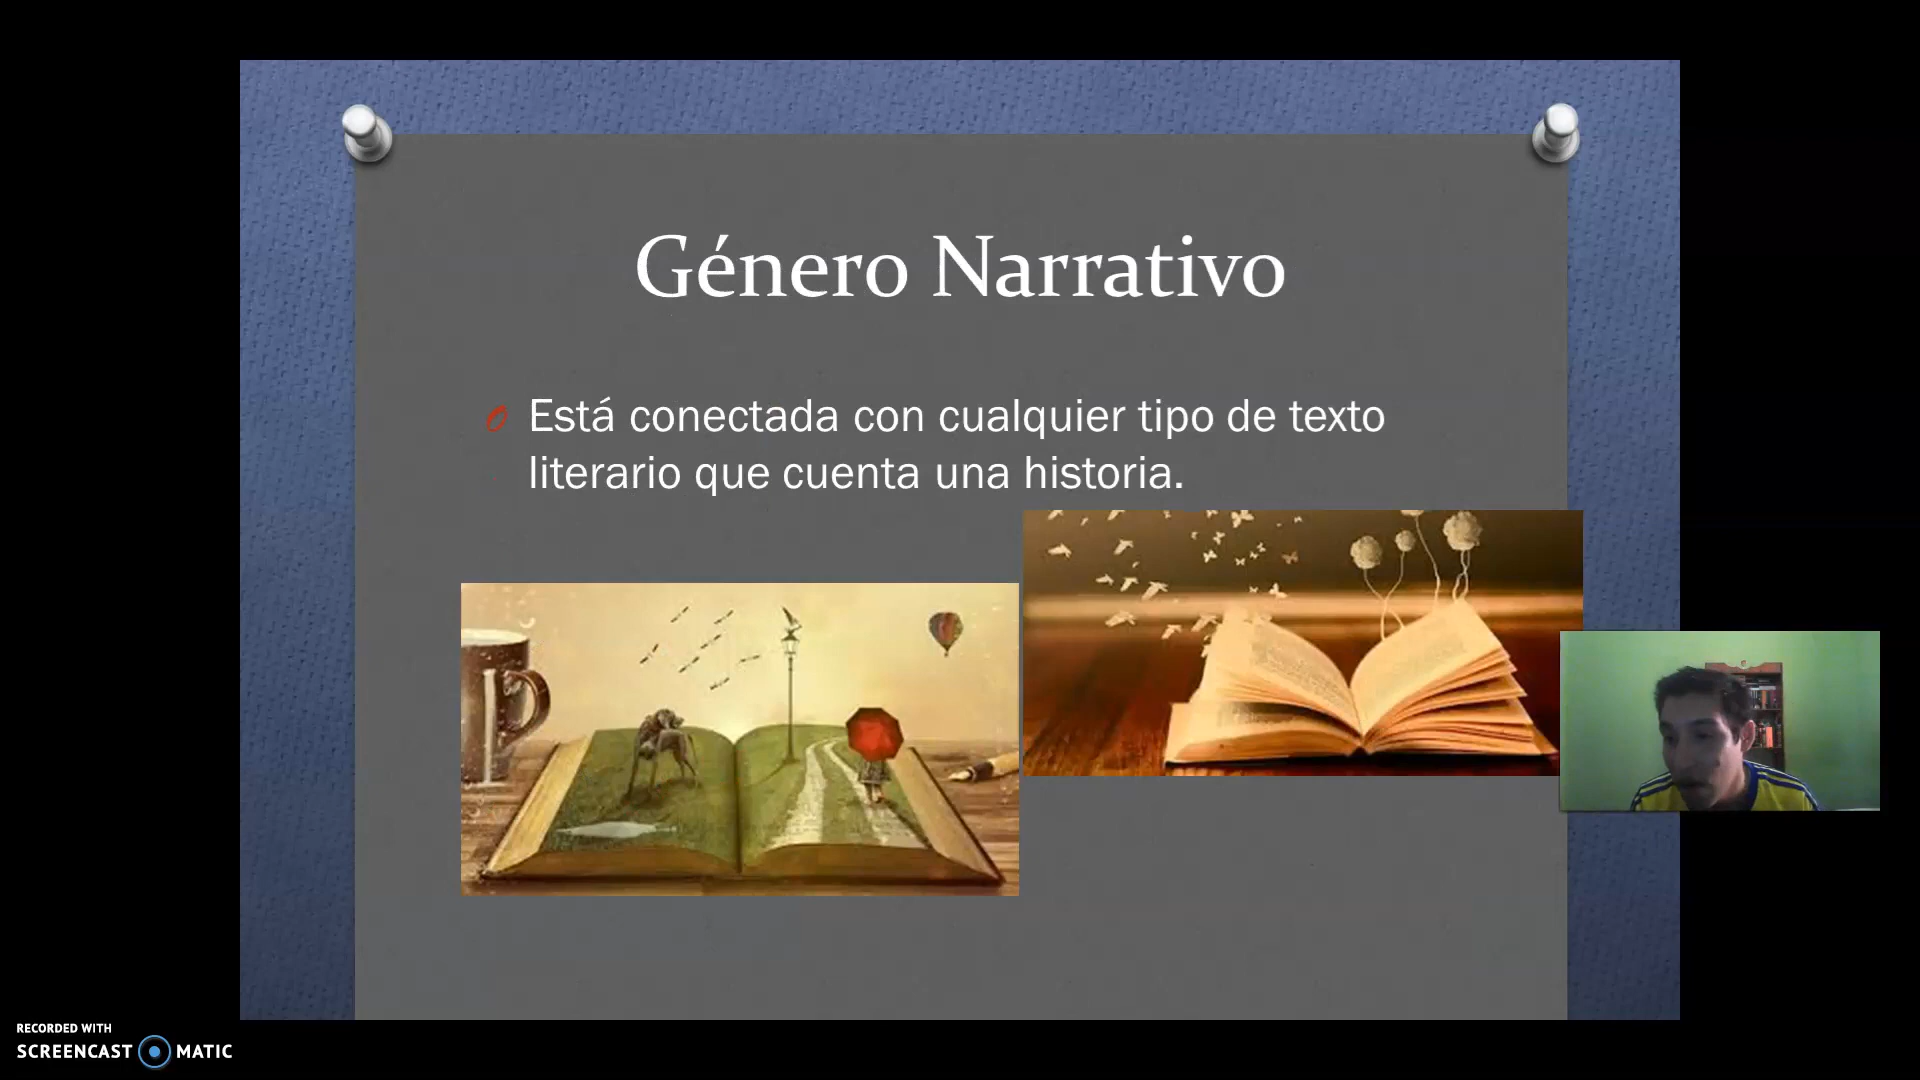 Género Narrativo
Está conectada con cualquier tipo de texto
literario que cuenta una historia.
RECORDED WITH
SCREENCAST MATIC